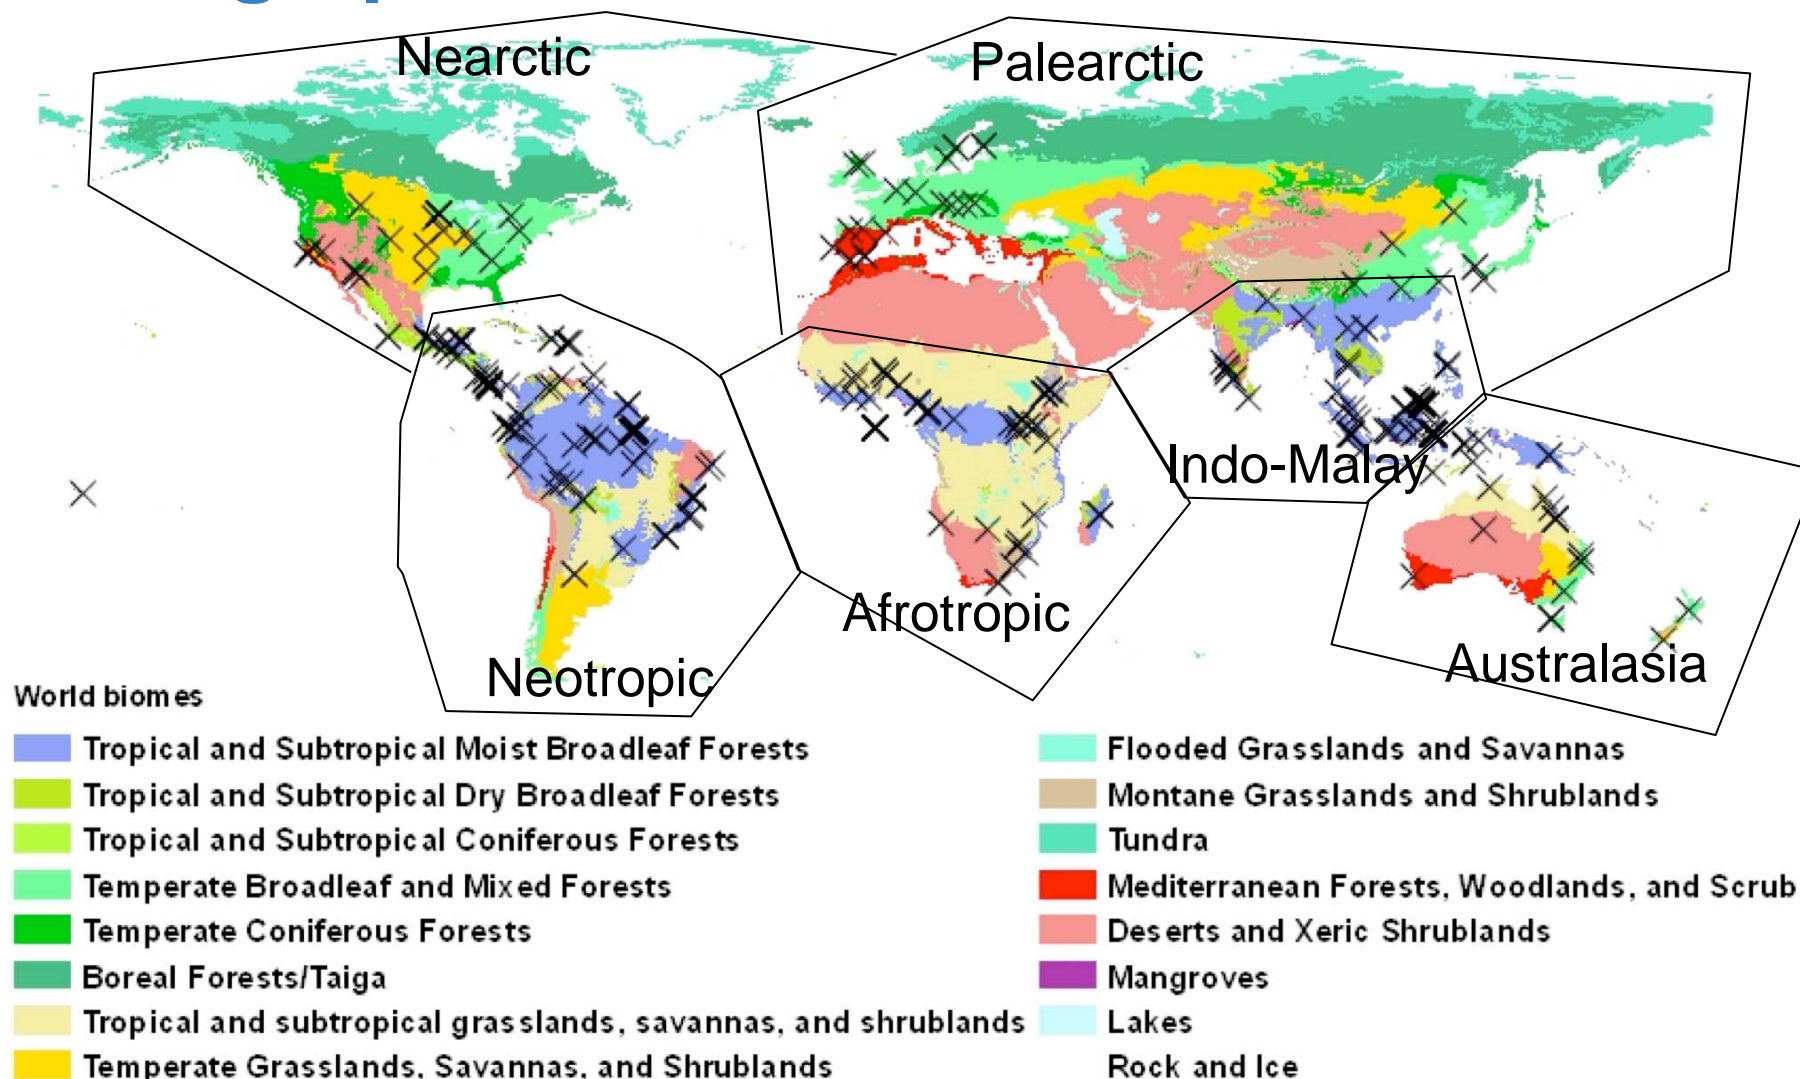 Nearctic
Palearctic
Indo-Malay
Afrotropic
Neotropic
Australasia
World biomes
Tropical and Subtropical Moist Broadleaf Forests
Tropical and Subtropical Dry Broadleaf Forests
Tropical and Subtropical Coniferous Forests
Temperate Broadleaf and Mixed Forests
Temperate Coniferous Forests
Boreal Forests/Taiga
Tropical and subtropical grasslands, savannas, and shrublands
Temperate Grasslands, Savannas, and Shrublands
Flooded Grasslands and Savannas
Montane Grasslands and Shrublands
Tundra
Mediterranean Forests, Woodlands, and Scrub
Deserts and Xeric Shrublands
Mangroves
Lakes
Rock and Ice